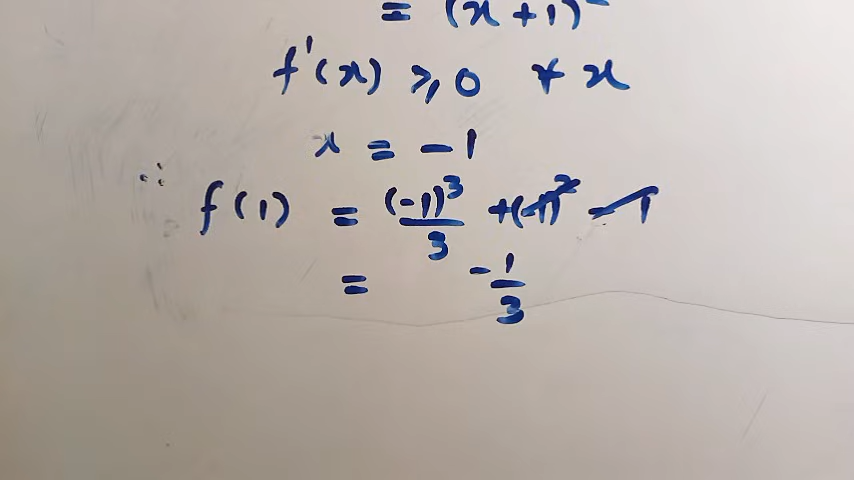 = (x+1)²
f'(x) ≥ 0 ∀ x
x = -1
∴ f(1) = (-1)³/3 + (-1)² - 1
= -1/3